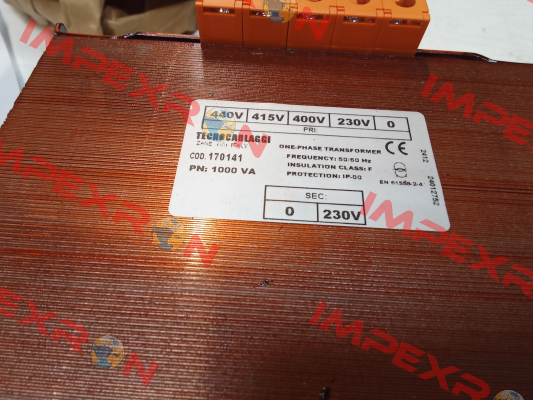 440V 415V 400V 230V 0
PRI:
TECNOCABLAGGI
ZANE' (VI) ITALY
COD. 170141
PN: 1000 VA
ONE-PHASE TRANSFORMER
FREQUENCY: 50/60 Hz
INSULATION CLASS: F
PROTECTION: IP-00
CE
EN 61558-2-4
2412
24012752
SEC:
0 230V
IMPEXRON
IMPEXRON
IMPEXRON
IMPEXRON
IMPEXRON